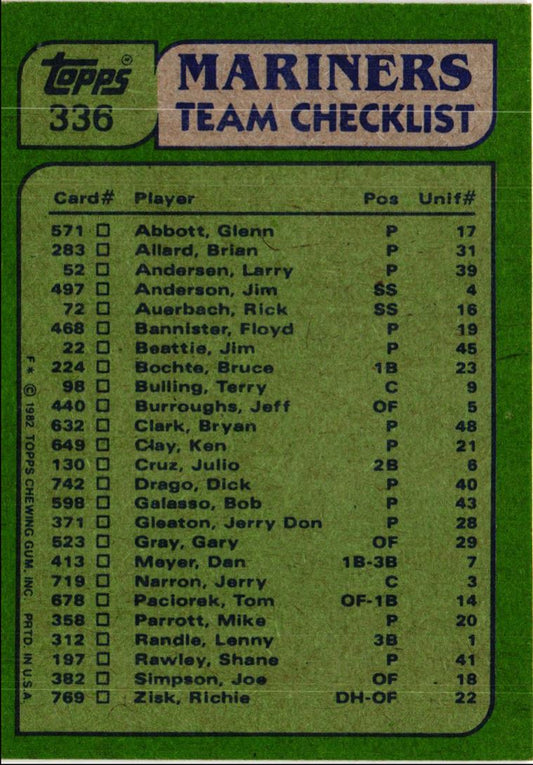 topps®
336
MARINERS
TEAM CHECKLIST
Card# Player Pos Unif#
571 Abbott, Glenn P 17
283 Allard, Brian P 31
52 Andersen, Larry P 39
497 Anderson, Jim SS 4
72 Auerbach, Rick SS 16
468 Bannister, Floyd P 19
22 Beattie, Jim P 45
224 Bochte, Bruce 1B 23
98 Bulling, Terry C 9
440 Burroughs, Jeff OF 5
632 Clark, Bryan P 48
649 Clay, Ken P 21
130 Cruz, Julio 2B 6
742 Drago, Dick P 40
598 Galasso, Bob P 43
371 Gleaton, Jerry Don P 28
523 Gray, Gary OF 29
413 Meyer, Dan 1B-3B 7
719 Narron, Jerry C 3
678 Paciorek, Tom OF-1B 14
358 Parrott, Mike P 20
312 Randle, Lenny 3B 1
197 Rawley, Shane P 41
382 Simpson, Joe OF 18
769 Zisk, Richie DH-OF 22
F* © 1982 TOPPS CHEWING GUM, INC. PRTD. IN U.S.A.